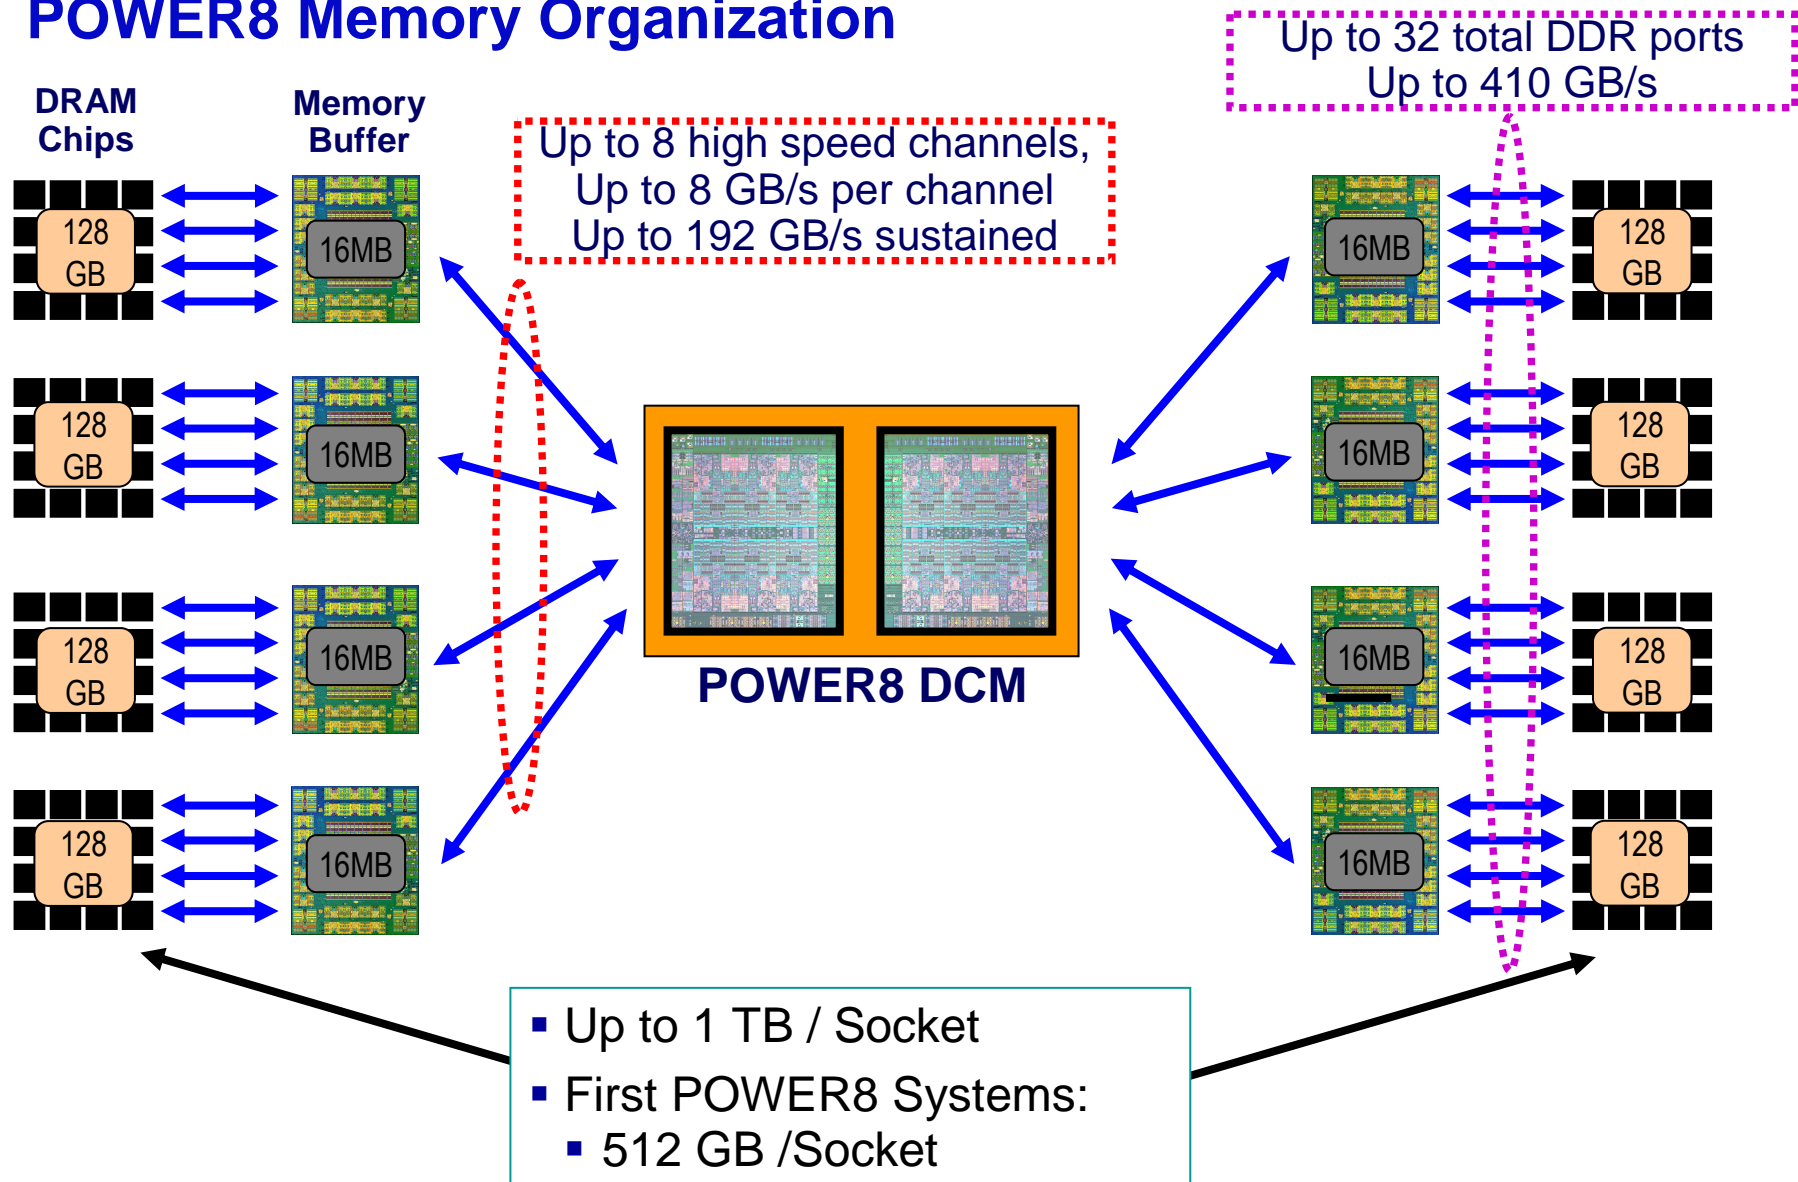 POWER8 Memory Organization
Up to 32 total DDR ports
Up to 410 GB/s
DRAM
Chips
Memory
Buffer
Up to 8 high speed channels,
Up to 8 GB/s per channel
Up to 192 GB/s sustained
128
GB
16MB
16MB
128
GB
128
GB
16MB
16MB
128
GB
POWER8 DCM
128
GB
16MB
16MB
128
GB
128
GB
16MB
16MB
128
GB
▪ Up to 1 TB / Socket
▪ First POWER8 Systems:
▪ 512 GB /Socket